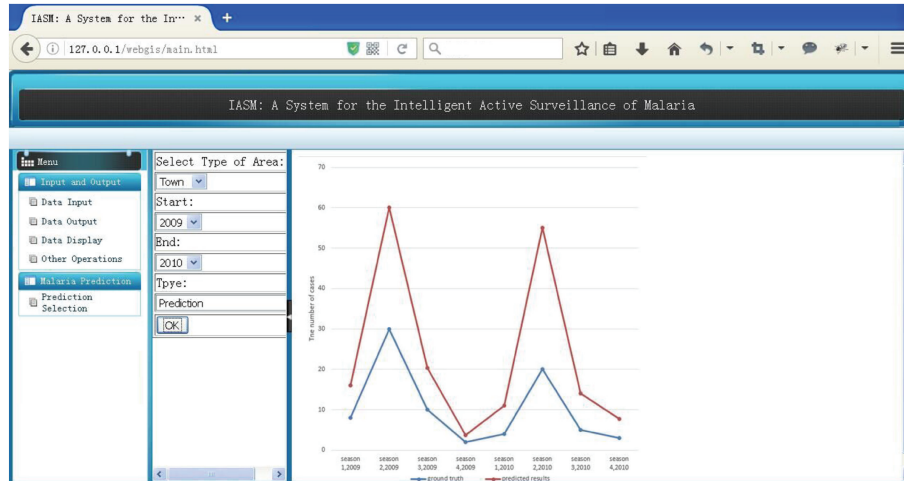 IASM: A System for the In… ×
+
127.0.0.1/webgis/main.html
IASM: A System for the Intelligent Active Surveillance of Malaria
Menu
Input and Output
Data Input
Data Output
Data Display
Other Operations
Malaria Prediction
Prediction
Selection
Select Type of Area:
Town
Start:
2009
End:
2010
Tpye:
Prediction
OK
The number of cases
70
60
50
40
30
20
10
0
season 1,2009
season 2,2009
season 3,2009
season 4,2009
season 1,2010
season 2,2010
season 3,2010
season 4,2010
ground truth
predicted results